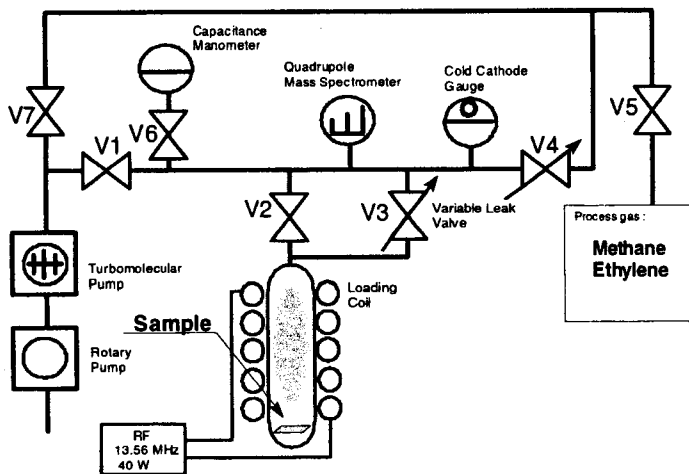 Capacitance
Manometer
Quadrupole
Mass Spectrometer
Cold Cathode
Gauge
V7
V1
V6
V4
V5
V2
V3
Variable Leak
Valve
Process gas :
Methane
Ethylene
Turbomolecular
Pump
Loading
Coil
Sample
Rotary
Pump
RF
13.56 MHz
40 W